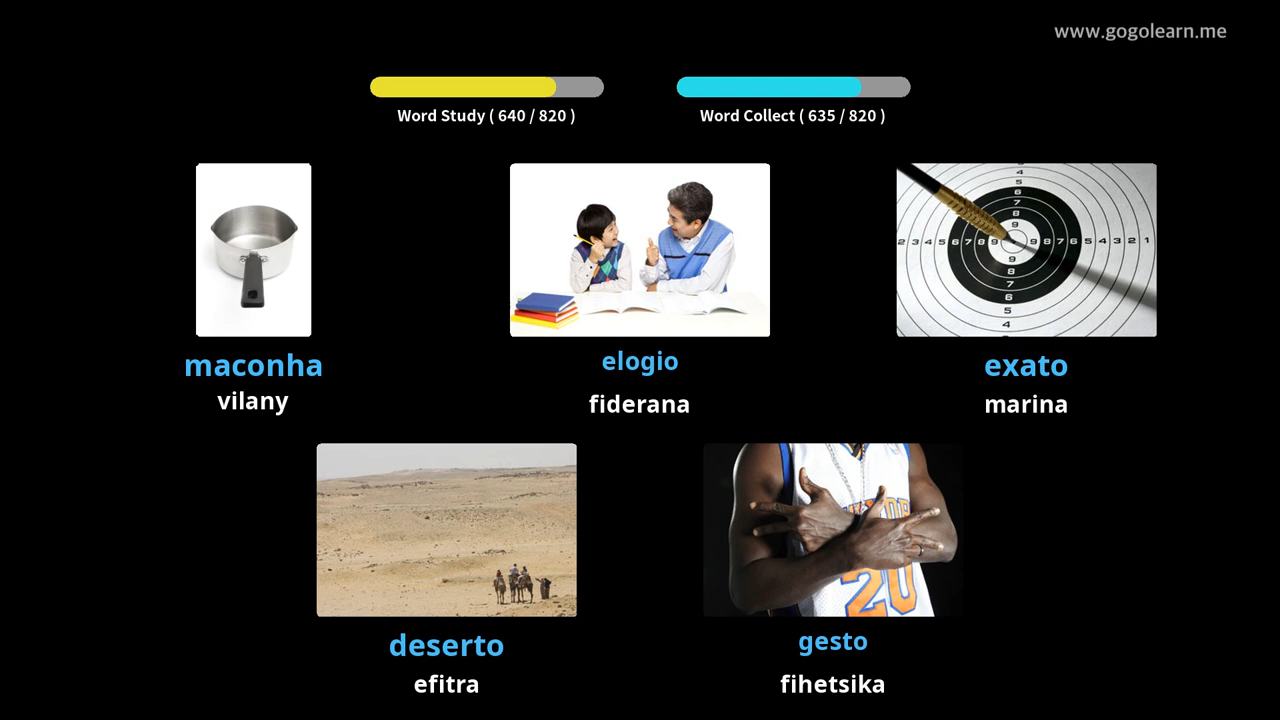 www.gogolearn.me
Word Study ( 640 / 820 )
Word Collect ( 635 / 820 )
maconha
vilany
elogio
fiderana
exato
marina
deserto
efitra
gesto
fihetsika